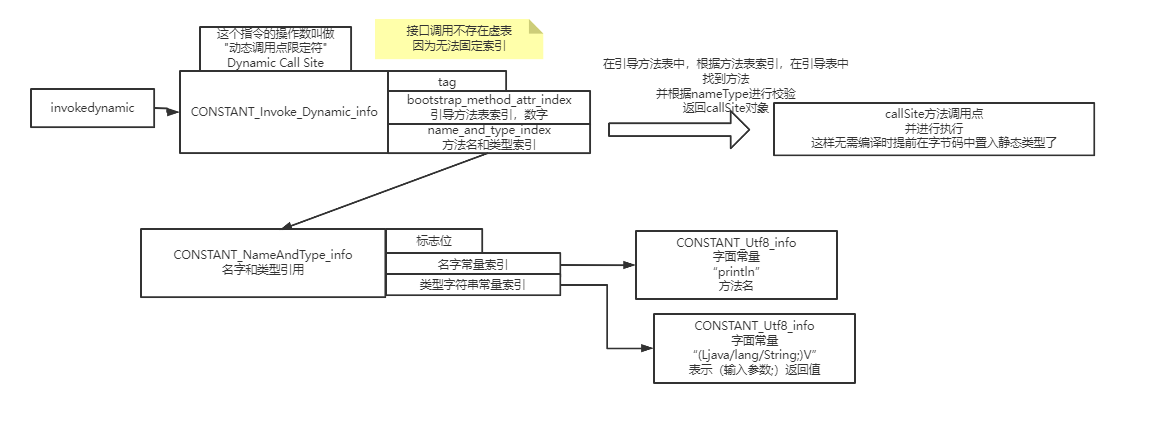 这个指令的操作数叫做
"动态调用点限定符"
Dynamic Call Site
接口调用不存在虚表
因为无法固定索引
invokedynamic
CONSTANT_Invoke_Dynamic_info
tag
bootstrap_method_attr_index
引导方法表索引，数字
name_and_type_index
方法名和类型索引
在引导方法表中，根据方法表索引，在引导表中
找到方法
并根据nameType进行校验
返回callSite对象
callSite方法调用点
并进行执行
这样无需编译时提前在字节码中置入静态类型了
CONSTANT_NameAndType_info
名字和类型引用
标志位
名字常量索引
类型字符串常量索引
CONSTANT_Utf8_info
字面常量
“println”
方法名
CONSTANT_Utf8_info
字面常量
“(Ljava/lang/String;)V”
表示（输入参数;）返回值